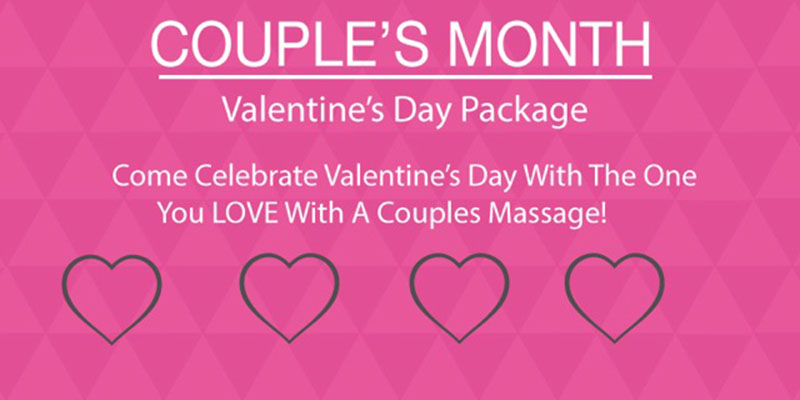 COUPLE'S MONTH
Valentine's Day Package
Come Celebrate Valentine's Day With The One
You LOVE With A Couples Massage!